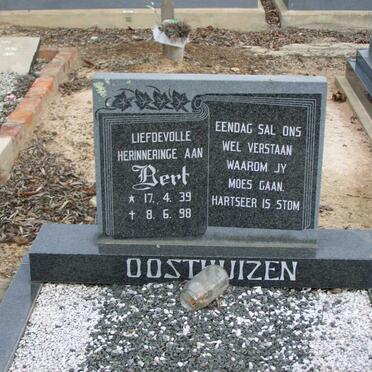 LIEFDEVOLLE
HERINNERINGE AAN
Bert
* 17. 4. 39
† 8. 6. 98
EENDAG SAL ONS
WEL VERSTAAN
WAAROM JY
MOES GAAN.
HARTSEER IS STOM
OOSTHUIZEN